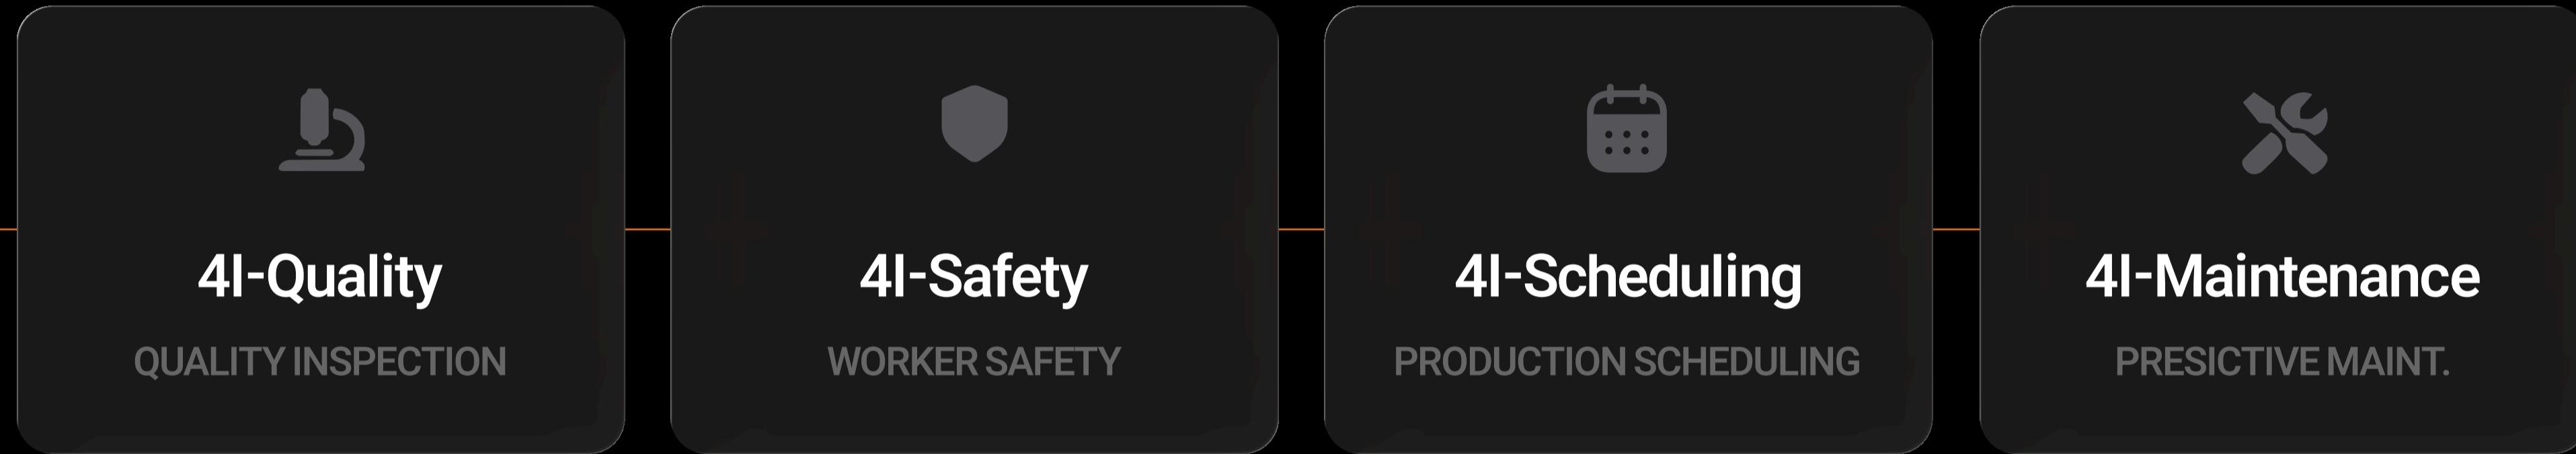 4I-Quality
QUALITY INSPECTION
4I-Safety
WORKER SAFETY
4I-Scheduling
PRODUCTION SCHEDULING
4I-Maintenance
PRESICTIVE MAINT.